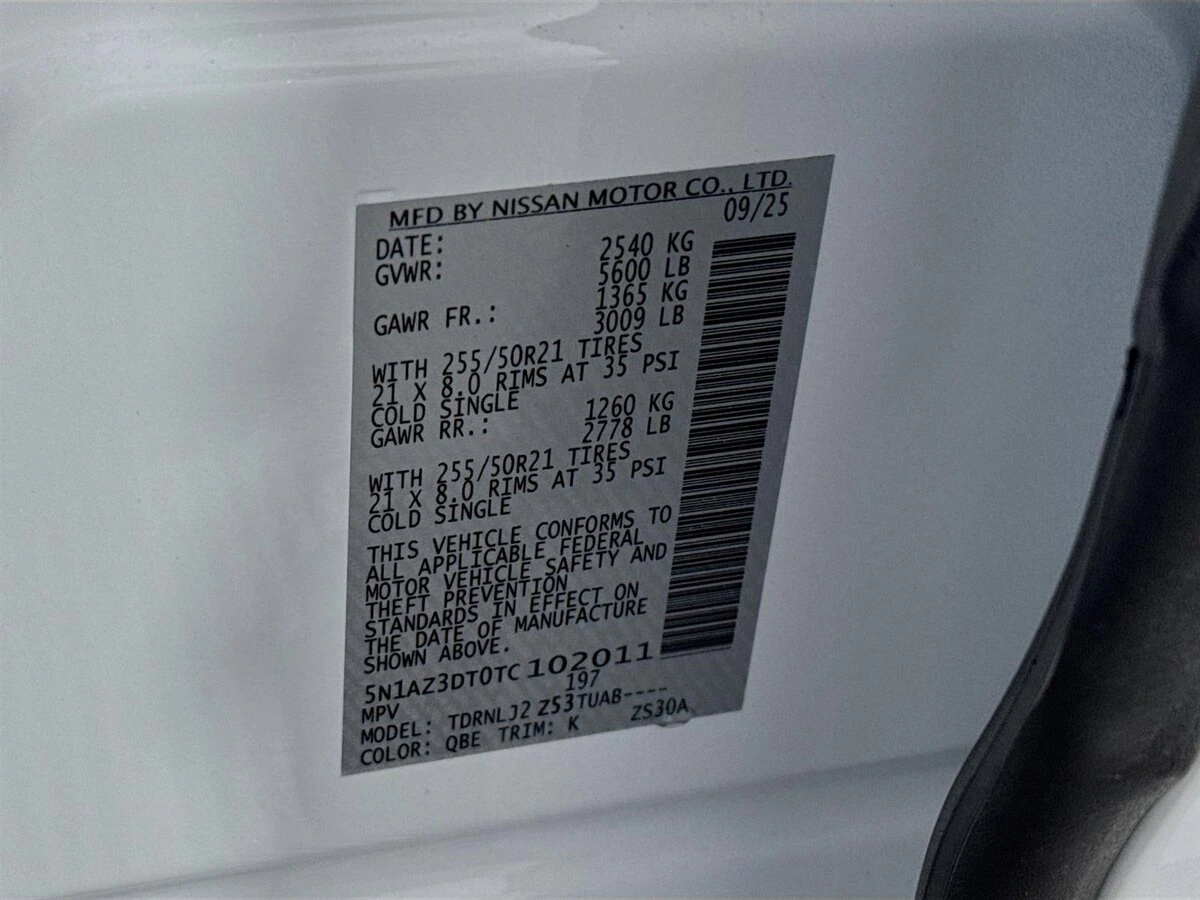 MFD BY NISSAN MOTOR CO., LTD.
DATE: 09/25
GVWR: 2540 KG
5600 LB
GAWR FR.: 1365 KG
3009 LB
WITH 255/50R21 TIRES
21 X 8.0 RIMS AT 35 PSI
COLD SINGLE
GAWR RR.: 1260 KG
2778 LB
WITH 255/50R21 TIRES
21 X 8.0 RIMS AT 35 PSI
COLD SINGLE
THIS VEHICLE CONFORMS TO
ALL APPLICABLE FEDERAL
MOTOR VEHICLE SAFETY AND
THEFT PREVENTION
STANDARDS IN EFFECT ON
THE DATE OF MANUFACTURE
SHOWN ABOVE.
5N1AZ3DT0TC102011
MPV 197
MODEL: TDRNLJ2 Z53TUAB----
COLOR: QBE TRIM: K ZS30A